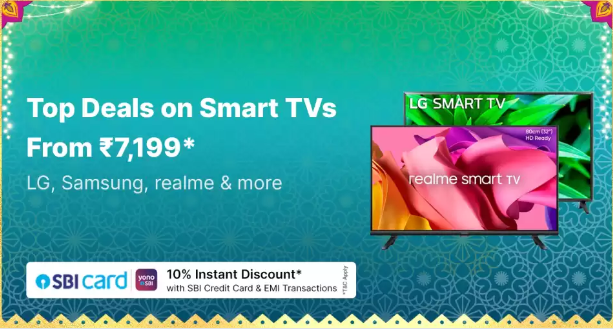 Top Deals on Smart TVs
From ₹7,199*
LG, Samsung, realme & more
LG SMART TV
80cm (32")
HD Ready
realme smart TV
SBI card
yono
SBI
10% Instant Discount*
with SBI Credit Card & EMI Transactions
*T&C Apply